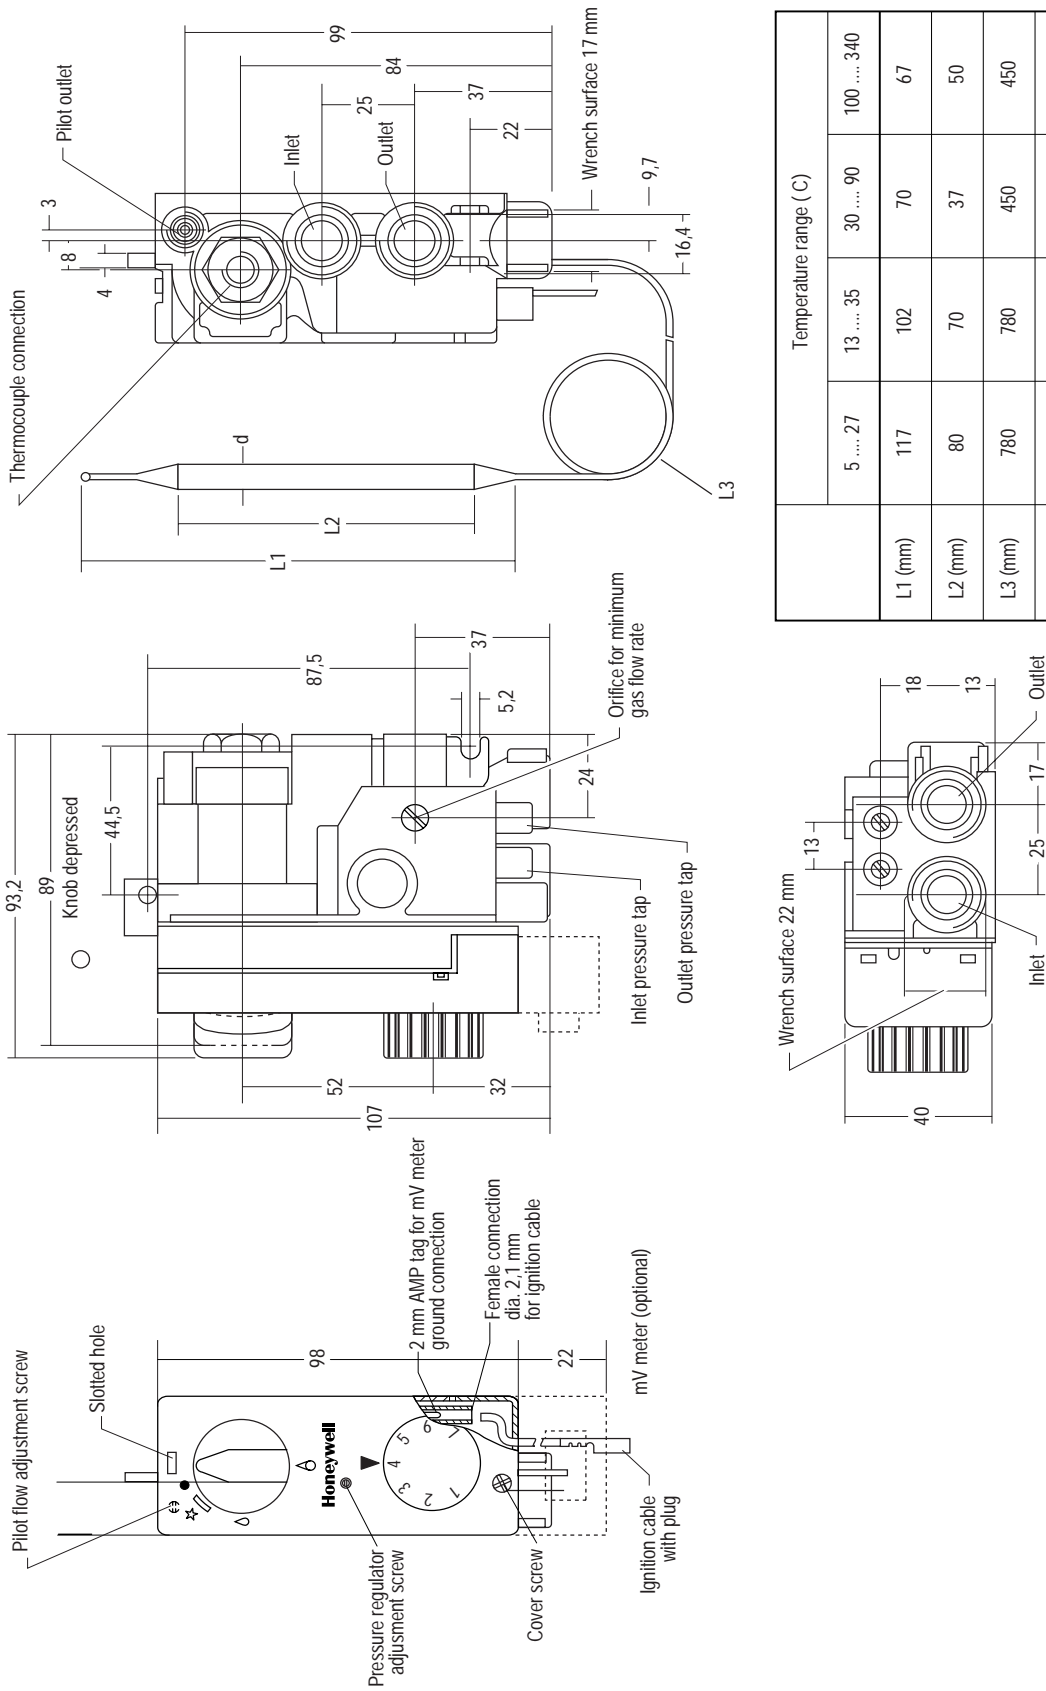 Pilot flow adjustment screw
Slotted hole
Honeywell
1
2
3
4
5
6
7
Pressure regulator
adjusment screw
Cover screw
98
22
2 mm AMP tag for mV meter
ground connection
Female connection
dia. 2,1 mm
for ignition cable
mV meter (optional)
Ignition cable
with plug
93,2
89
Knob depressed
44,5
87,5
37
5,2
24
Orifice for minimum
gas flow rate
Inlet pressure tap
Outlet pressure tap
52
32
107
Thermocouple connection
Pilot outlet
3
8
4
99
84
25
37
22
Inlet
Outlet
Wrench surface 17 mm
9,7
16,4
d
L1
L2
L3
Wrench surface 22 mm
40
13
18
13
17
25
Inlet
Outlet
Temperature range ( C)
5 .... 27 13 .... 35 30 .... 90 100 .... 340
L1 (mm) 117 102 70 67
L2 (mm) 80 70 37 50
L3 (mm) 780 780 450 450